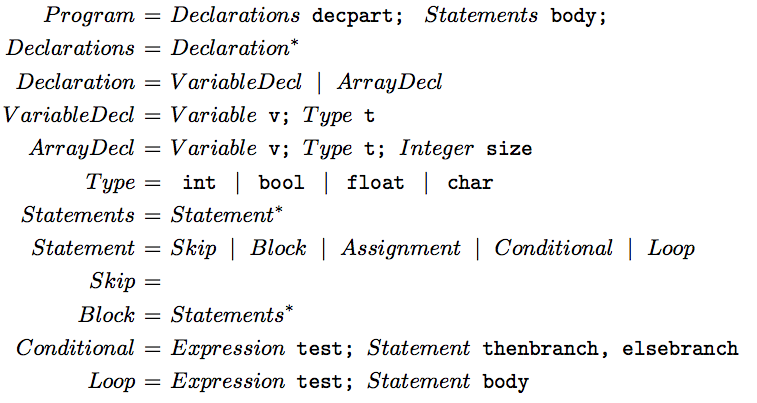 Program = Declarations decpart; Statements body;
Declarations = Declaration*
Declaration = VariableDecl | ArrayDecl
VariableDecl = Variable v; Type t
ArrayDecl = Variable v; Type t; Integer size
Type = int | bool | float | char
Statements = Statement*
Statement = Skip | Block | Assignment | Conditional | Loop
Skip =
Block = Statements*
Conditional = Expression test; Statement thenbranch, elsebranch
Loop = Expression test; Statement body